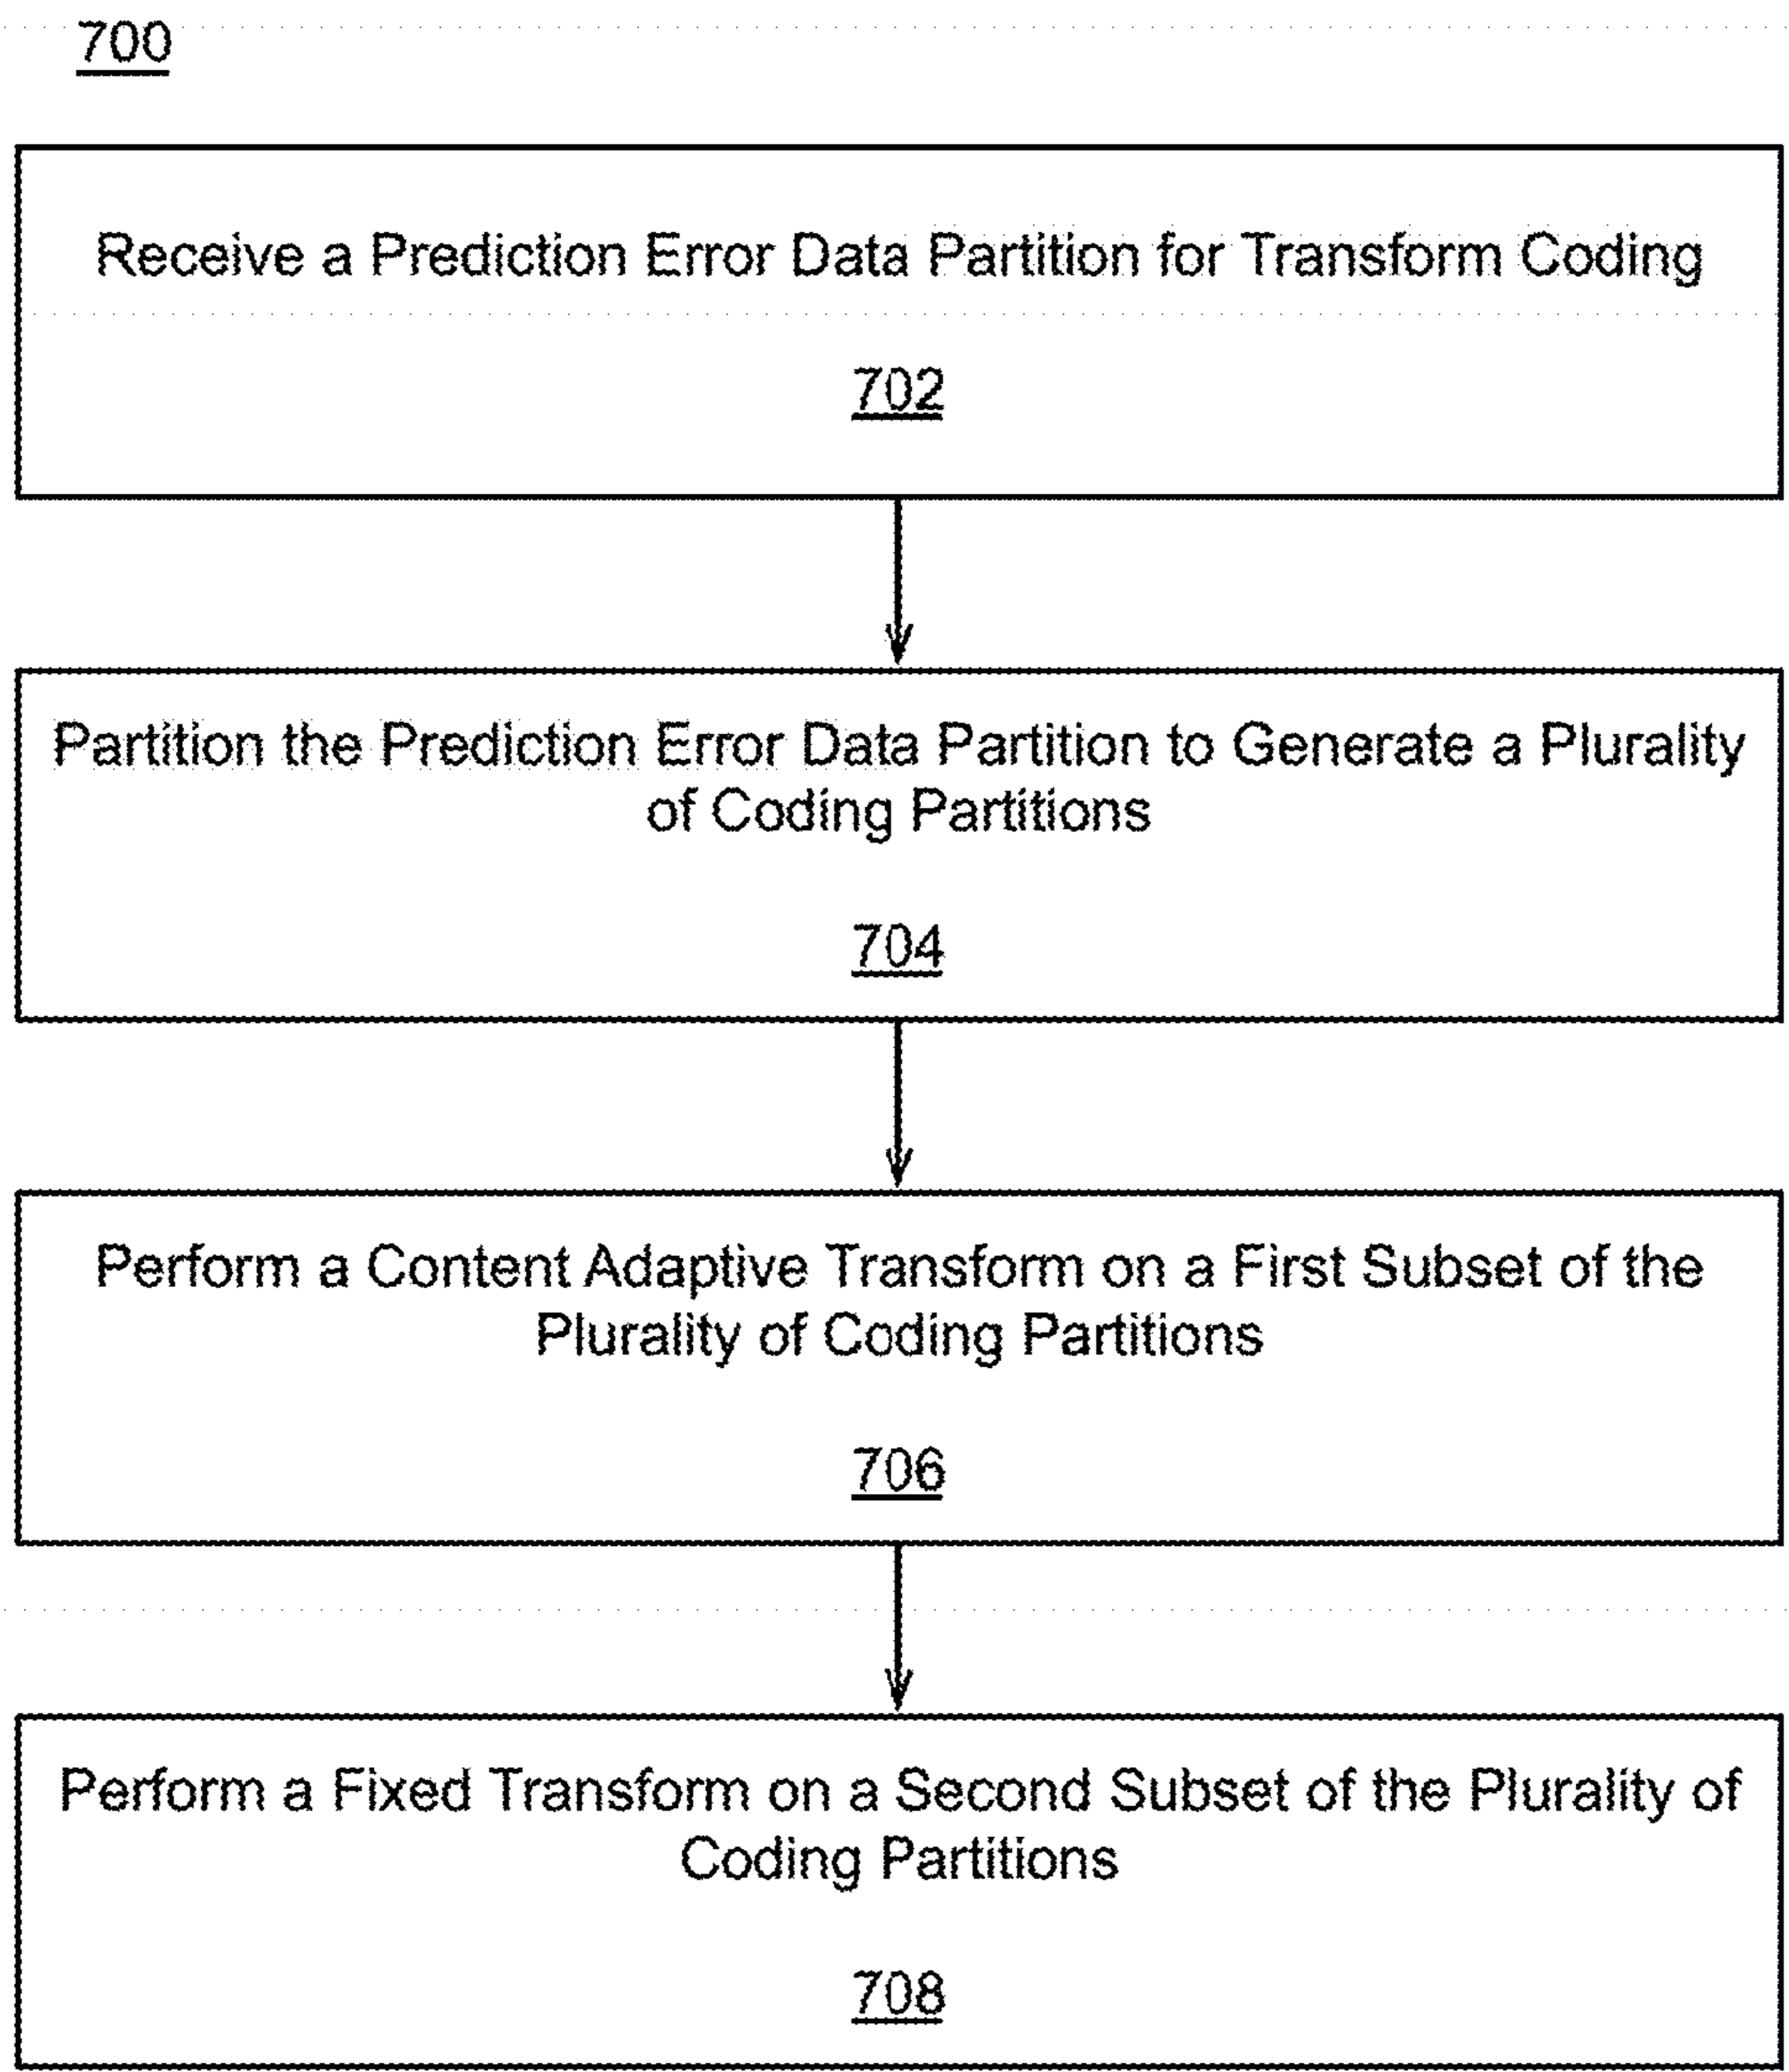 700
Receive a Prediction Error Data Partition for Transform Coding
702
Partition the Prediction Error Data Partition to Generate a Plurality
of Coding Partitions
704
Perform a Content Adaptive Transform on a First Subset of the
Plurality of Coding Partitions
706
Perform a Fixed Transform on a Second Subset of the Plurality of
Coding Partitions
708